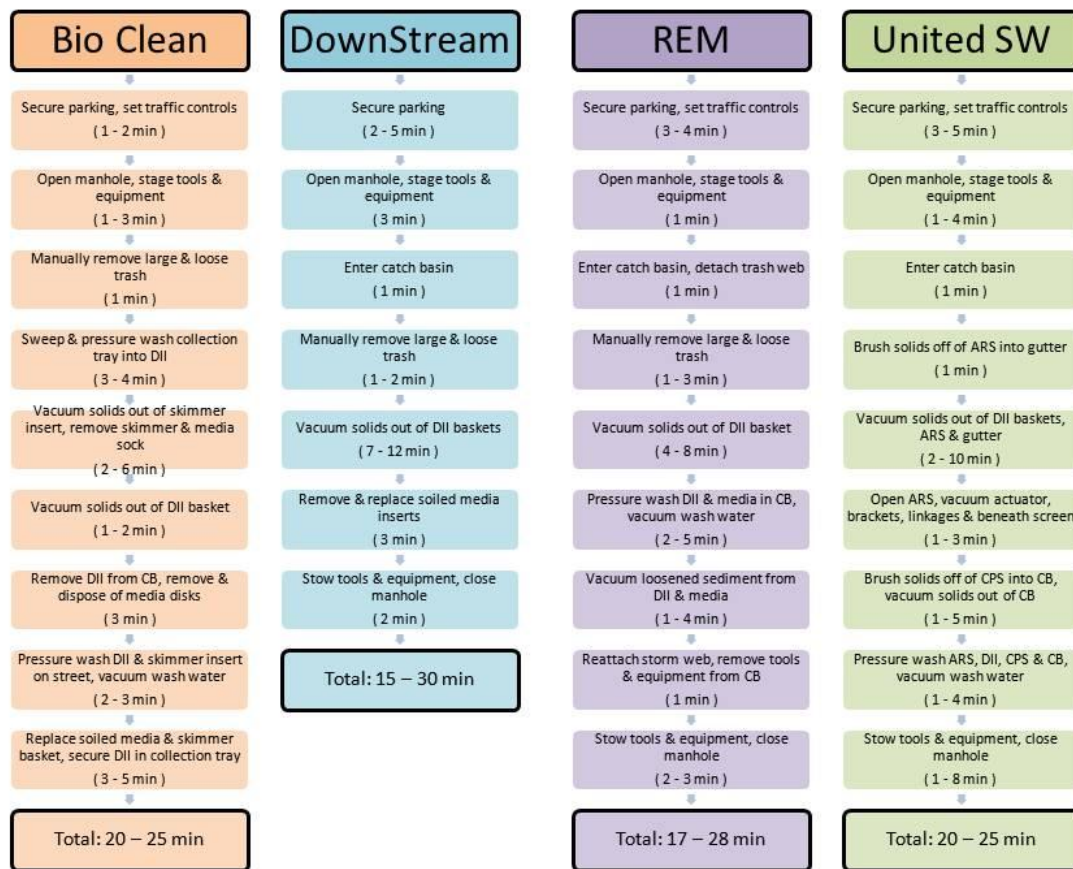 Bio Clean
Secure parking, set traffic controls
( 1 - 2 min )
Open manhole, stage tools &
equipment
( 1 - 3 min )
Manually remove large & loose
trash
( 1 min )
Sweep & pressure wash collection
tray into DII
( 3 - 4 min )
Vacuum solids out of skimmer
insert, remove skimmer & media
sock
( 2 - 6 min )
Vacuum solids out of DII basket
( 1 - 2 min )
Remove DII from CB, remove &
dispose of media disks
( 3 min )
Pressure wash DII & skimmer insert
on street, vacuum wash water
( 2 - 3 min )
Replace soiled media & skimmer
basket, secure DII in collection tray
( 3 - 5 min )
Total: 20 – 25 min
DownStream
Secure parking
( 2 - 5 min )
Open manhole, stage tools &
equipment
( 3 min )
Enter catch basin
( 1 min )
Manually remove large & loose
trash
( 1 - 2 min )
Vacuum solids out of DII baskets
( 7 - 12 min )
Remove & replace soiled media
inserts
( 3 min )
Stow tools & equipment, close
manhole
( 2 min )
Total: 15 – 30 min
REM
Secure parking, set traffic controls
( 3 - 4 min )
Open manhole, stage tools &
equipment
( 1 min )
Enter catch basin, detach trash web
( 1 min )
Manually remove large & loose
trash
( 1 - 3 min )
Vacuum solids out of DII basket
( 4 - 8 min )
Pressure wash DII & media in CB,
vacuum wash water
( 2 - 5 min )
Vacuum loosened sediment from
DII & media
( 1 - 4 min )
Reattach storm web, remove tools
& equipment from CB
( 1 min )
Stow tools & equipment, close
manhole
( 2 - 3 min )
Total: 17 – 28 min
United SW
Secure parking, set traffic controls
( 3 - 5 min )
Open manhole, stage tools &
equipment
( 1 - 4 min )
Enter catch basin
( 1 min )
Brush solids off of ARS into gutter
( 1 min )
Vacuum solids out of DII baskets,
ARS & gutter
( 2 - 10 min )
Open ARS, vacuum actuator,
brackets, linkages & beneath screen
( 1 - 3 min )
Brush solids off of CPS into CB,
vacuum solids out of CB
( 1 - 5 min )
Pressure wash ARS, DII, CPS & CB,
vacuum wash water
( 1 - 4 min )
Stow tools & equipment, close
manhole
( 1 - 8 min )
Total: 20 – 25 min